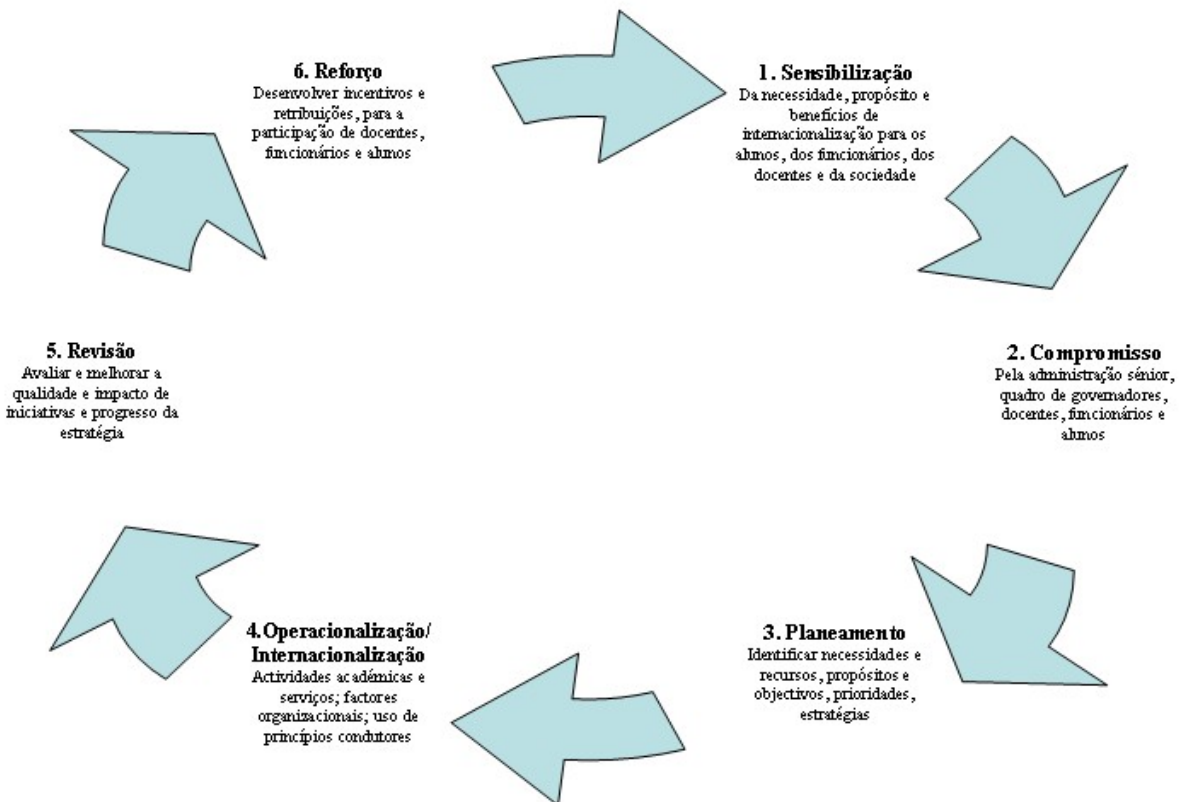 6. Reforço
Desenvolver incentivos e
retribuições, para a
participação de docentes,
funcionários e alunos
1. Sensibilização
Da necessidade, propósito e
benefícios de
internacionalização para os
alunos, dos funcionários, dos
docentes e da sociedade
5. Revisão
Avaliar e melhorar a
qualidade e impacto de
iniciativas e progresso da
estratégia
2. Compromisso
Pela administração sénior,
quadro de governadores,
docentes, funcionários e
alunos
4.Operacionalização/
Internacionalização
Actividades académicas e
serviços; factores
organizacionais; uso de
princípios condutores
3. Planeamento
Identificar necessidades e
recursos, propósitos e
objectivos, prioridades,
estratégias